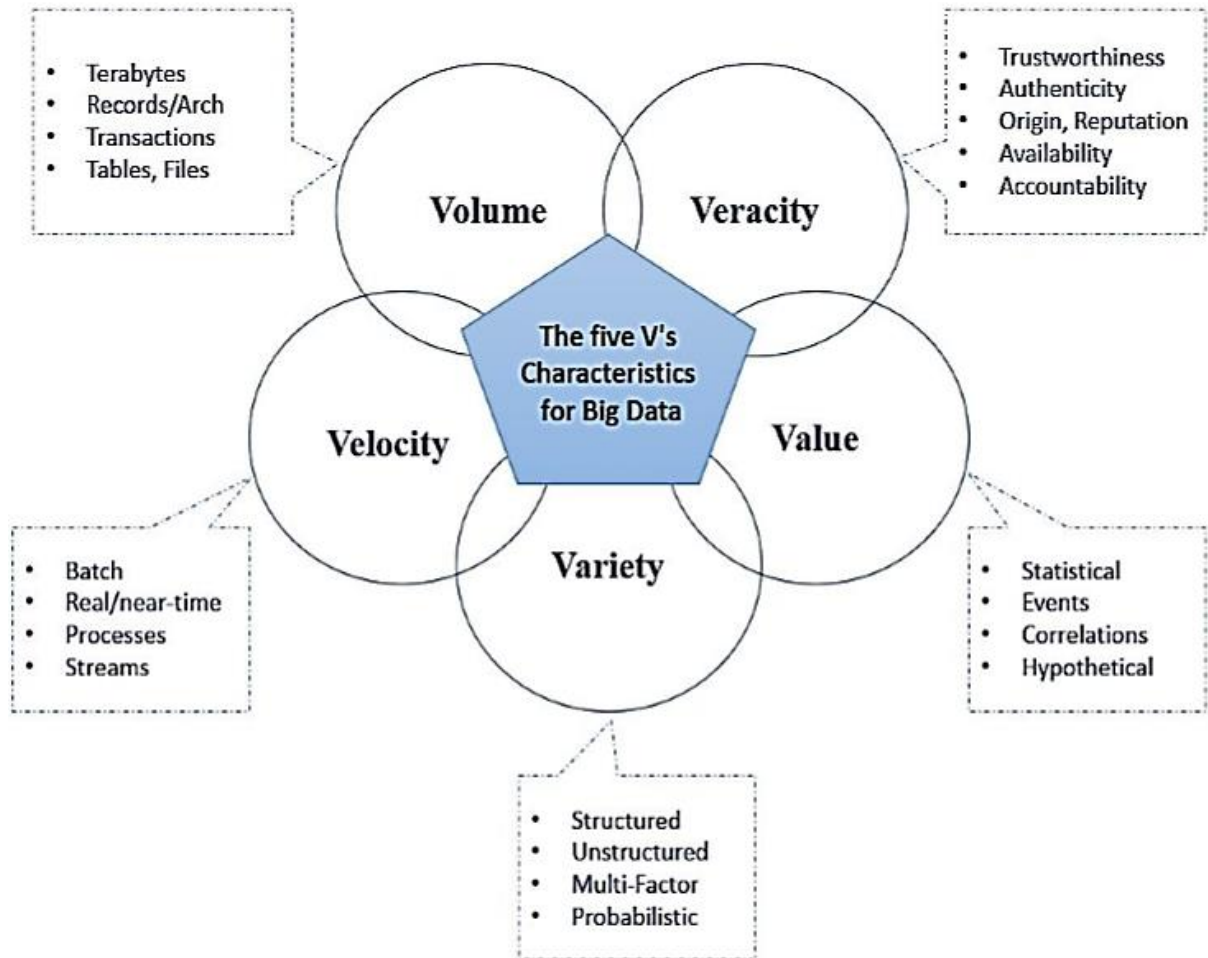 • Terabytes
• Records/Arch
• Transactions
• Tables, Files
• Trustworthiness
• Authenticity
• Origin, Reputation
• Availability
• Accountability
Volume
Veracity
The five V's
Characteristics
for Big Data
Velocity
Value
Variety
• Batch
• Real/near-time
• Processes
• Streams
• Statistical
• Events
• Correlations
• Hypothetical
• Structured
• Unstructured
• Multi-Factor
• Probabilistic